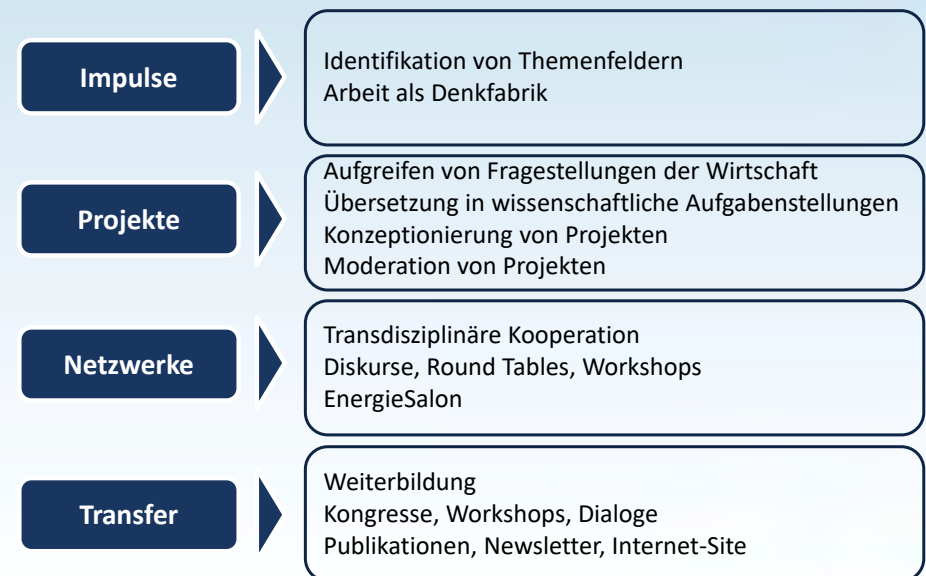 Impulse
Identifikation von Themenfeldern
Arbeit als Denkfabrik
Projekte
Aufgreifen von Fragestellungen der Wirtschaft
Übersetzung in wissenschaftliche Aufgabenstellungen
Konzeptionierung von Projekten
Moderation von Projekten
Netzwerke
Transdisziplinäre Kooperation
Diskurse, Round Tables, Workshops
EnergieSalon
Transfer
Weiterbildung
Kongresse, Workshops, Dialoge
Publikationen, Newsletter, Internet-Site